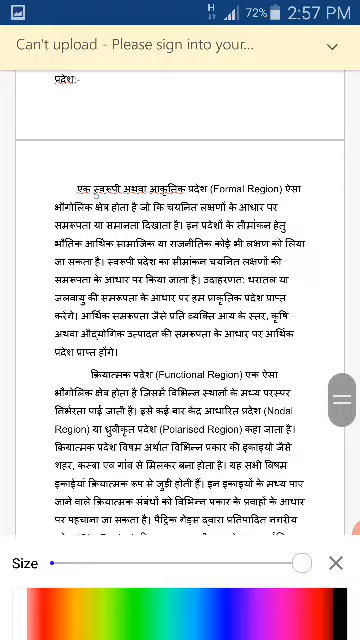 H 72% 2:57 PM
Can't upload - Please sign into your...
प्रदेश:-
एक स्वरूपी अथवा आकृतिक प्रदेश (Formal Region) ऐसा
भौगोलिक क्षेत्र होता है जो कि चयनित लक्षणों के आधार पर
समरूपता या समानता दिखाता है। इन प्रदेशों के सीमांकन हेतु
भौतिक आर्थिक सामाजिक या राजनीतिक कोई भी लक्षण को लिया
जा सकता है। स्वरूपी प्रदेश का सीमांकन चयनित लक्षणों की
समरूपता के आधार पर किया जाता है। उदाहरणत: धरातल या
जलवायु की समरूपता के आधार पर हम प्राकृतिक प्रदेश प्राप्त
करेंगे। आर्थिक समरूपता जैसे प्रति व्यक्ति आय के स्तर, कृषि
अथवा औद्योगिक उत्पादन की समरूपता के आधार पर आर्थिक
प्रदेश प्राप्त होंगे।
क्रियात्मक प्रदेश (Functional Region) एक ऐसा
भौगोलिक क्षेत्र होता है जिसमें विभिन्न स्थानों के मध्य परस्पर
निर्भरता पाई जाती है। इसे कई बार केंद्र आधारित प्रदेश (Nodal
Region) या ध्रुवीकृत प्रदेश (Polarised Region) कहा जाता है।
क्रियात्मक प्रदेश विषम अर्थात विभिन्न प्रकार की इकाइयों जैसे
शहर, कस्बा एवं गांव से मिलकर बना होता है। यह सभी विषम
इकाईयां क्रियात्मक रूप से जुड़ी होती हैं। इन इकाइयों के मध्य पाए
जाने वाले क्रियात्मक संबंधों को विभिन्न प्रकार के प्रवाहों के आधार
पर पहचाना जा सकता है। पैट्रिक गेड्स द्वारा प्रतिपादित नगरीय
Size